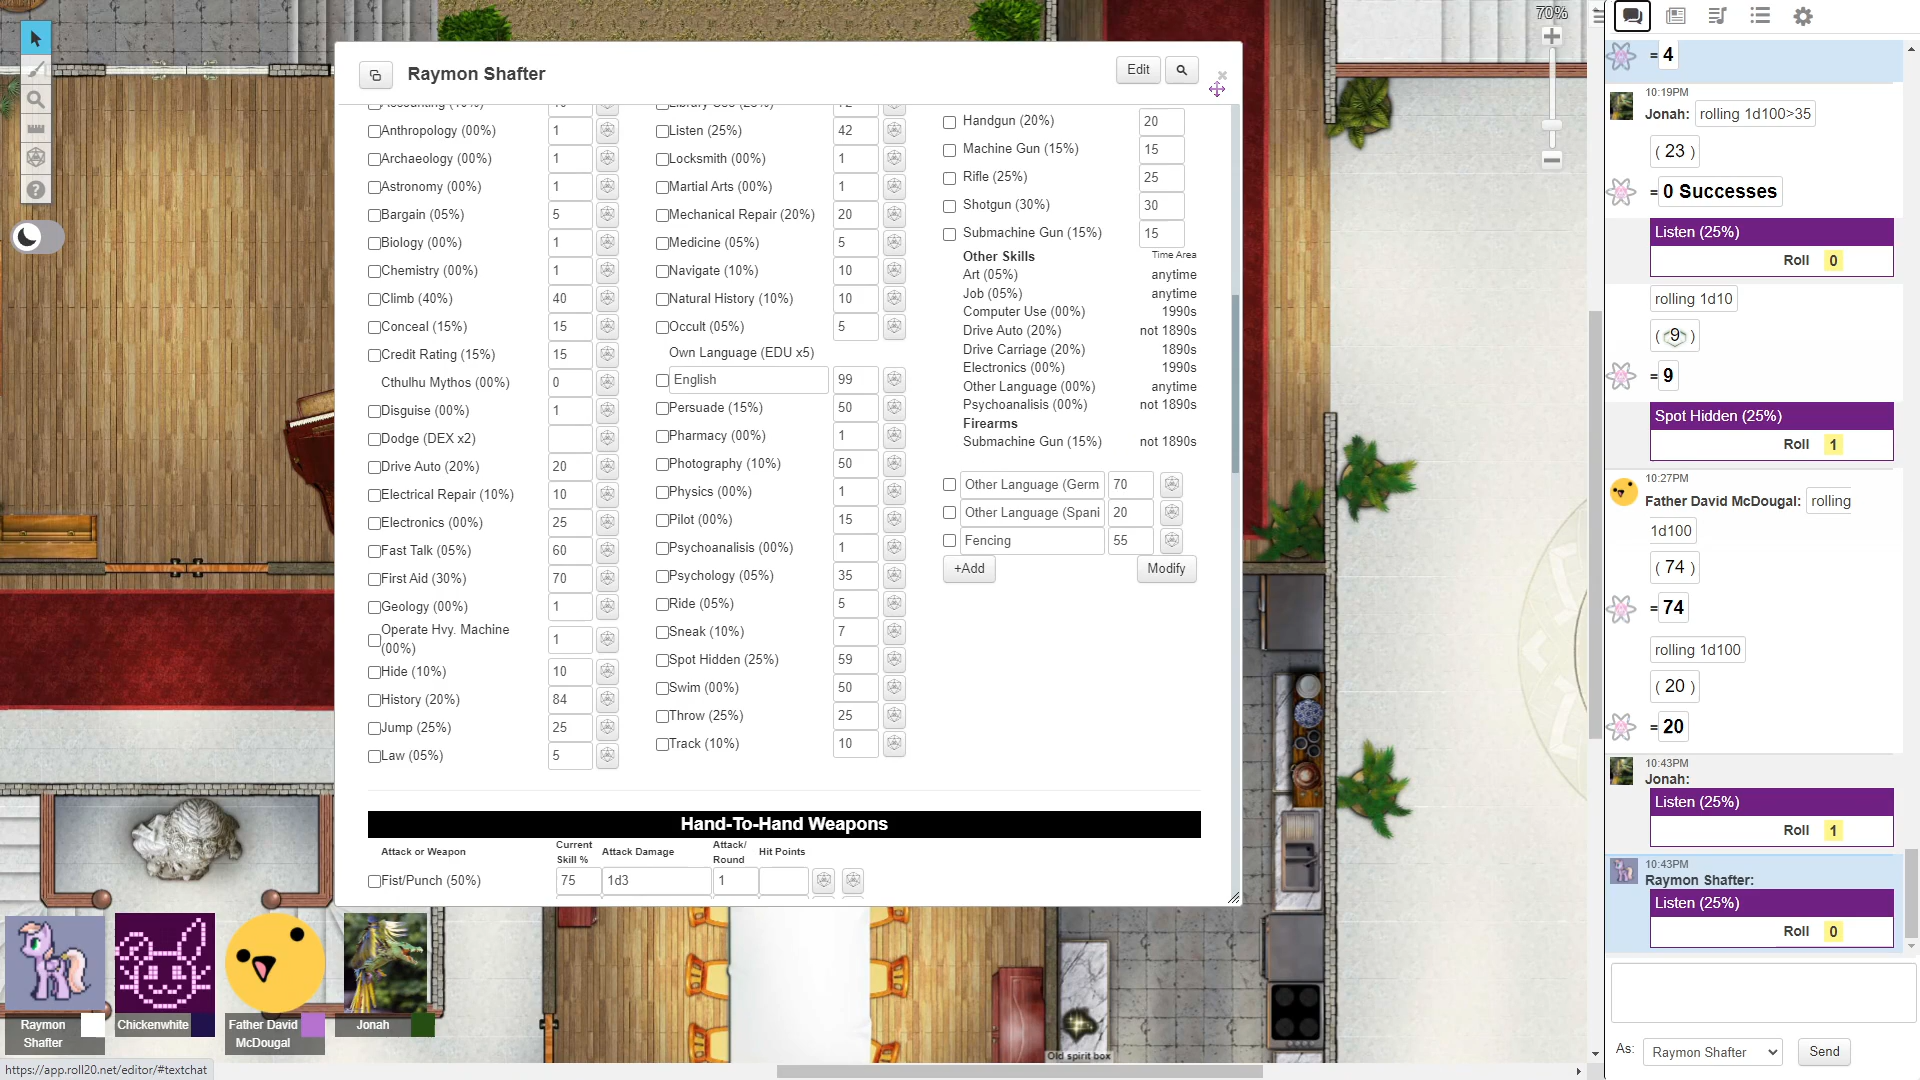 70%
Raymon Shafter
Edit
Anthropology (00%) 1
Archaeology (00%) 1
Astronomy (00%) 1
Bargain (05%) 5
Biology (00%) 1
Chemistry (00%) 1
Climb (40%) 40
Conceal (15%) 15
Credit Rating (15%) 15
Cthulhu Mythos (00%) 0
Disguise (00%) 1
Dodge (DEX x2)
Drive Auto (20%) 20
Electrical Repair (10%) 10
Electronics (00%) 25
Fast Talk (05%) 60
First Aid (30%) 70
Geology (00%) 1
Operate Hvy. Machine
(00%) 1
Hide (10%) 10
History (20%) 84
Jump (25%) 25
Law (05%) 5
Listen (25%) 42
Locksmith (00%) 1
Martial Arts (00%) 1
Mechanical Repair (20%) 20
Medicine (05%) 5
Navigate (10%) 10
Natural History (10%) 10
Occult (05%) 5
Own Language (EDU x5)
English 99
Persuade (15%) 50
Pharmacy (00%) 1
Photography (10%) 50
Physics (00%) 1
Pilot (00%) 15
Psychoanalisis (00%) 1
Psychology (05%) 35
Ride (05%) 5
Sneak (10%) 7
Spot Hidden (25%) 59
Swim (00%) 50
Throw (25%) 25
Track (10%) 10
Handgun (20%) 20
Machine Gun (15%) 15
Rifle (25%) 25
Shotgun (30%) 30
Submachine Gun (15%) 15
Other Skills Time Area
Art (05%) anytime
Job (05%) anytime
Computer Use (00%) 1990s
Drive Auto (20%) not 1890s
Drive Carriage (20%) 1890s
Electronics (00%) 1990s
Other Language (00%) anytime
Psychoanalisis (00%) not 1890s
Firearms
Submachine Gun (15%) not 1890s
Other Language (Germ 70
Other Language (Spani 20
Fencing 55
+Add Modify
Hand-To-Hand Weapons
Attack or Weapon
Current
Skill %
Attack Damage
Attack/
Round
Hit Points
Fist/Punch (50%) 75 1d3 1
Raymon
Shafter
Chickenwhite
Father David
McDougal
Jonah
Old spirit box
https://app.roll20.net/editor/#textchat
= 4
10:19PM
Jonah: rolling 1d100>35
( 23 )
= 0 Successes
Listen (25%)
Roll 0
rolling 1d10
( 9 )
= 9
Spot Hidden (25%)
Roll 1
10:27PM
Father David McDougal: rolling
1d100
( 74 )
= 74
rolling 1d100
( 20 )
= 20
10:43PM
Jonah:
Listen (25%)
Roll 1
10:43PM
Raymon Shafter:
Listen (25%)
Roll 0
As: Raymon Shafter Send